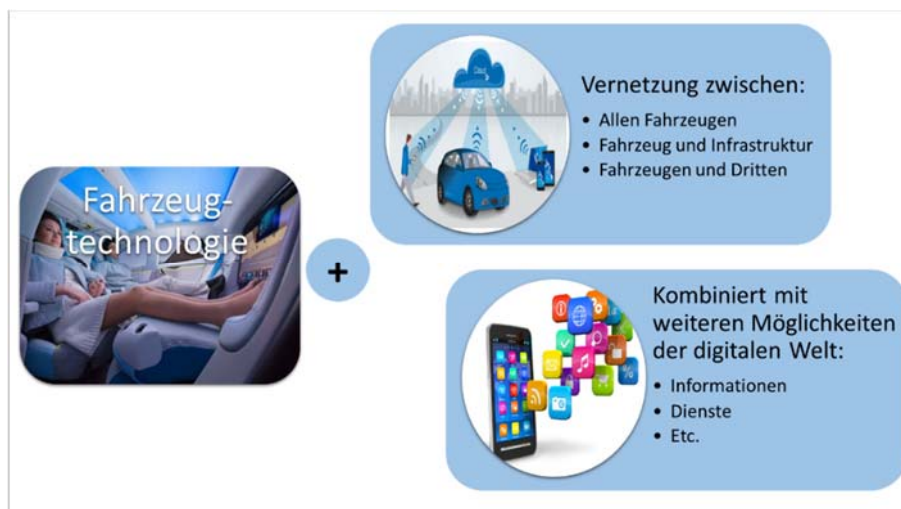 Fahrzeug-
technologie
+
Cloud
Vernetzung zwischen:
• Allen Fahrzeugen
• Fahrzeug und Infrastruktur
• Fahrzeugen und Dritten
Kombiniert mit
weiteren Möglichkeiten
der digitalen Welt:
• Informationen
• Dienste
• Etc.